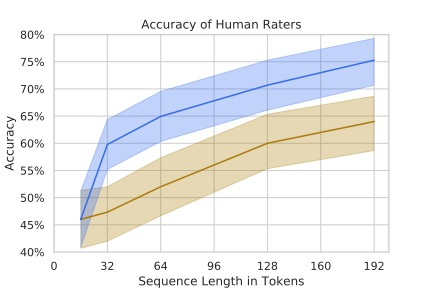 Accuracy of Human Raters
80%
75%
70%
65%
60%
55%
50%
45%
40%
Accuracy
0 32 64 96 128 160 192
Sequence Length in Tokens